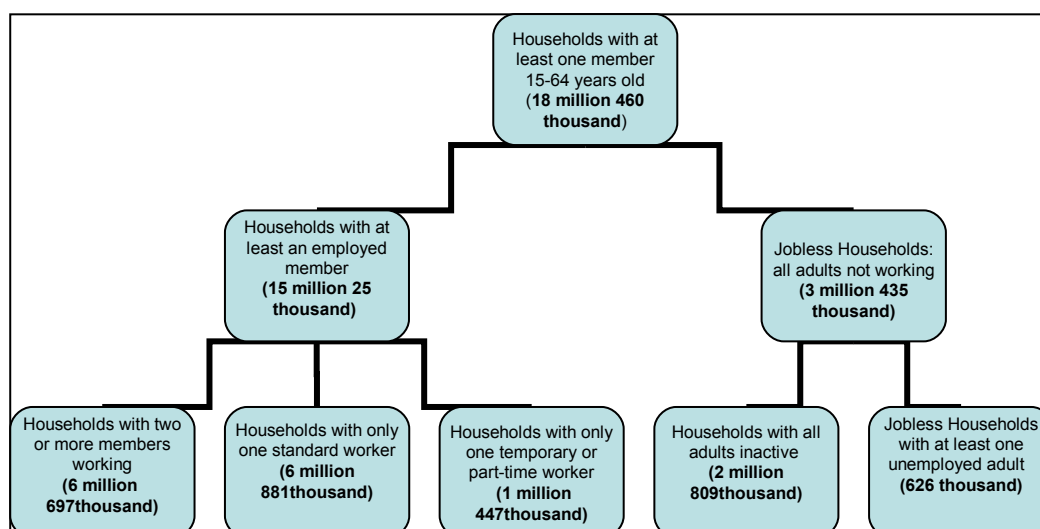 Households with at
least one member
15-64 years old
(18 million 460
thousand)
Households with at
least an employed
member
(15 million 25
thousand)
Jobless Households:
all adults not working
(3 million 435
thousand)
Households with two
or more members
working
(6 million
697thousand)
Households with only
one standard worker
(6 million
881thousand)
Households with only
one temporary or
part-time worker
(1 million
447thousand)
Households with all
adults inactive
(2 million
809thousand)
Jobless Households
with at least one
unemployed adult
(626 thousand)